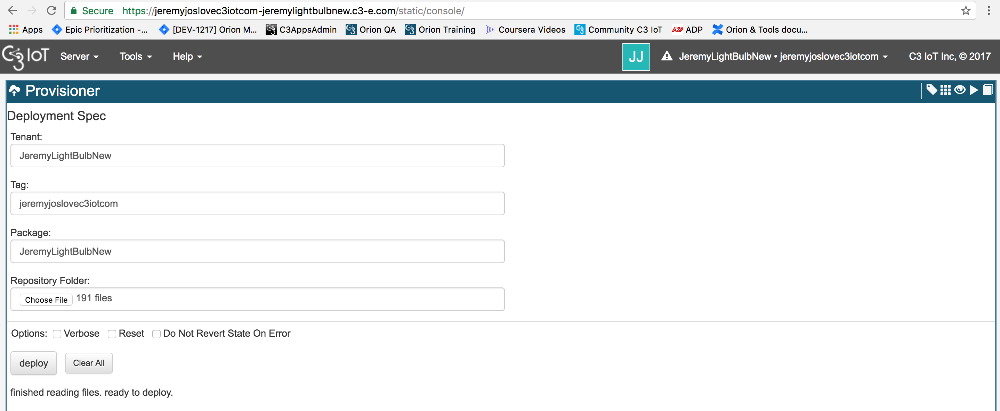 Secure https://jeremyjoslovec3iotcom-jeremylightbulbnew.c3-e.com/static/console/
Apps Epic Prioritization -... [DEV-1217] Orion M... C3AppsAdmin Orion QA Orion Training Coursera Videos Community C3 IoT ADP ADP Orion & Tools docu...
C3 IoT Server Tools Help JJ JeremyLightBulbNew • jeremyjoslovec3iotcom C3 IoT Inc, © 2017
Provisioner
Deployment Spec
Tenant:
JeremyLightBulbNew
Tag:
jeremyjoslovec3iotcom
Package:
JeremyLightBulbNew
Repository Folder:
Choose File 191 files
Options: Verbose Reset Do Not Revert State On Error
deploy Clear All
finished reading files. ready to deploy.